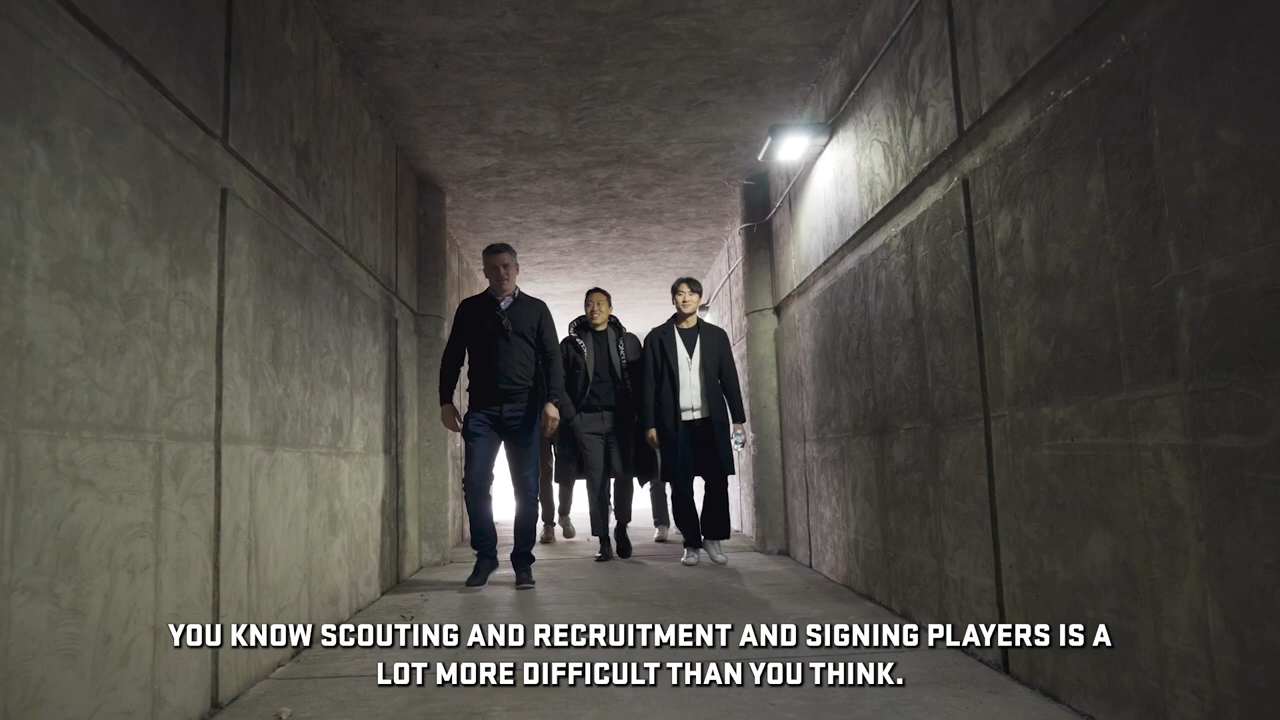 YOU KNOW SCOUTING AND RECRUITMENT AND SIGNING PLAYERS IS A
LOT MORE DIFFICULT THAN YOU THINK.